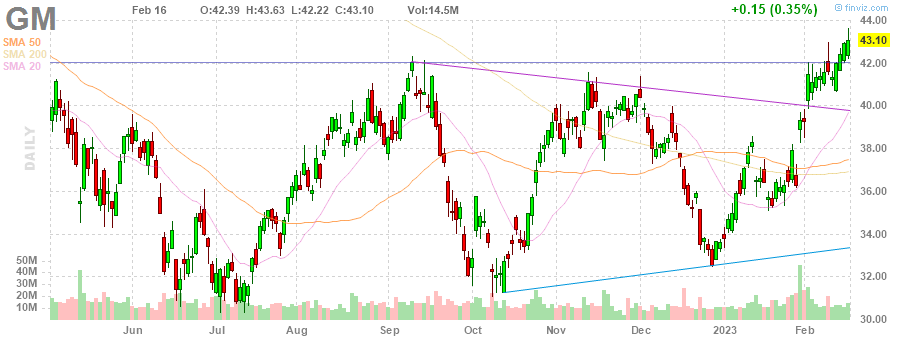 GM Feb 16 O:42.39 H:43.63 L:42.22 C:43.10 Vol:14.5M +0.15 (0.35%) @ finviz.com
SMA 50
SMA 200
SMA 20
DAILY
44.00
43.10
42.00
40.00
38.00
36.00
34.00
32.00
30.00
50M
40M
30M
20M
10M
Jun Jul Aug Sep Oct Nov Dec 2023 Feb